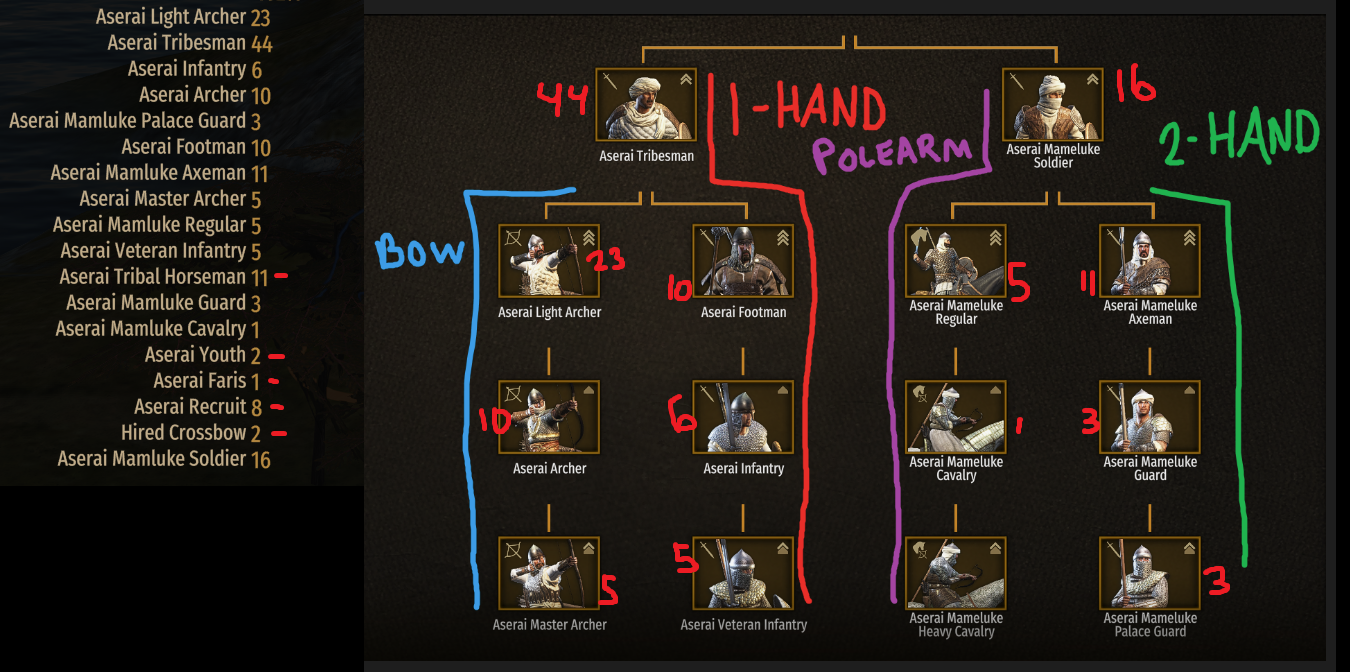 Aserai Light Archer 23
Aserai Tribesman 44
Aserai Infantry 6
Aserai Archer 10
Aserai Mamluke Palace Guard 3
Aserai Footman 10
Aserai Mamluke Axeman 11
Aserai Master Archer 5
Aserai Mamluke Regular 5
Aserai Veteran Infantry 5
Aserai Tribal Horseman 11 -
Aserai Mamluke Guard 3
Aserai Mamluke Cavalry 1
Aserai Youth 2 -
Aserai Faris 1 -
Aserai Recruit 8 -
Hired Crossbow 2 -
Aserai Mamluke Soldier 16
44
1-HAND
16
Aserai Tribesman
POLEARM
Aserai Mameluke
Soldier
2-HAND
BOW
23
10
5
11
Aserai Light Archer
Aserai Footman
Aserai Mameluke
Regular
Aserai Mameluke
Axeman
10
6
1
3
Aserai Archer
Aserai Infantry
Aserai Mameluke
Cavalry
Aserai Mameluke
Guard
5
5
3
Aserai Master Archer
Aserai Veteran Infantry
Aserai Mameluke
Heavy Cavalry
Aserai Mameluke
Palace Guard